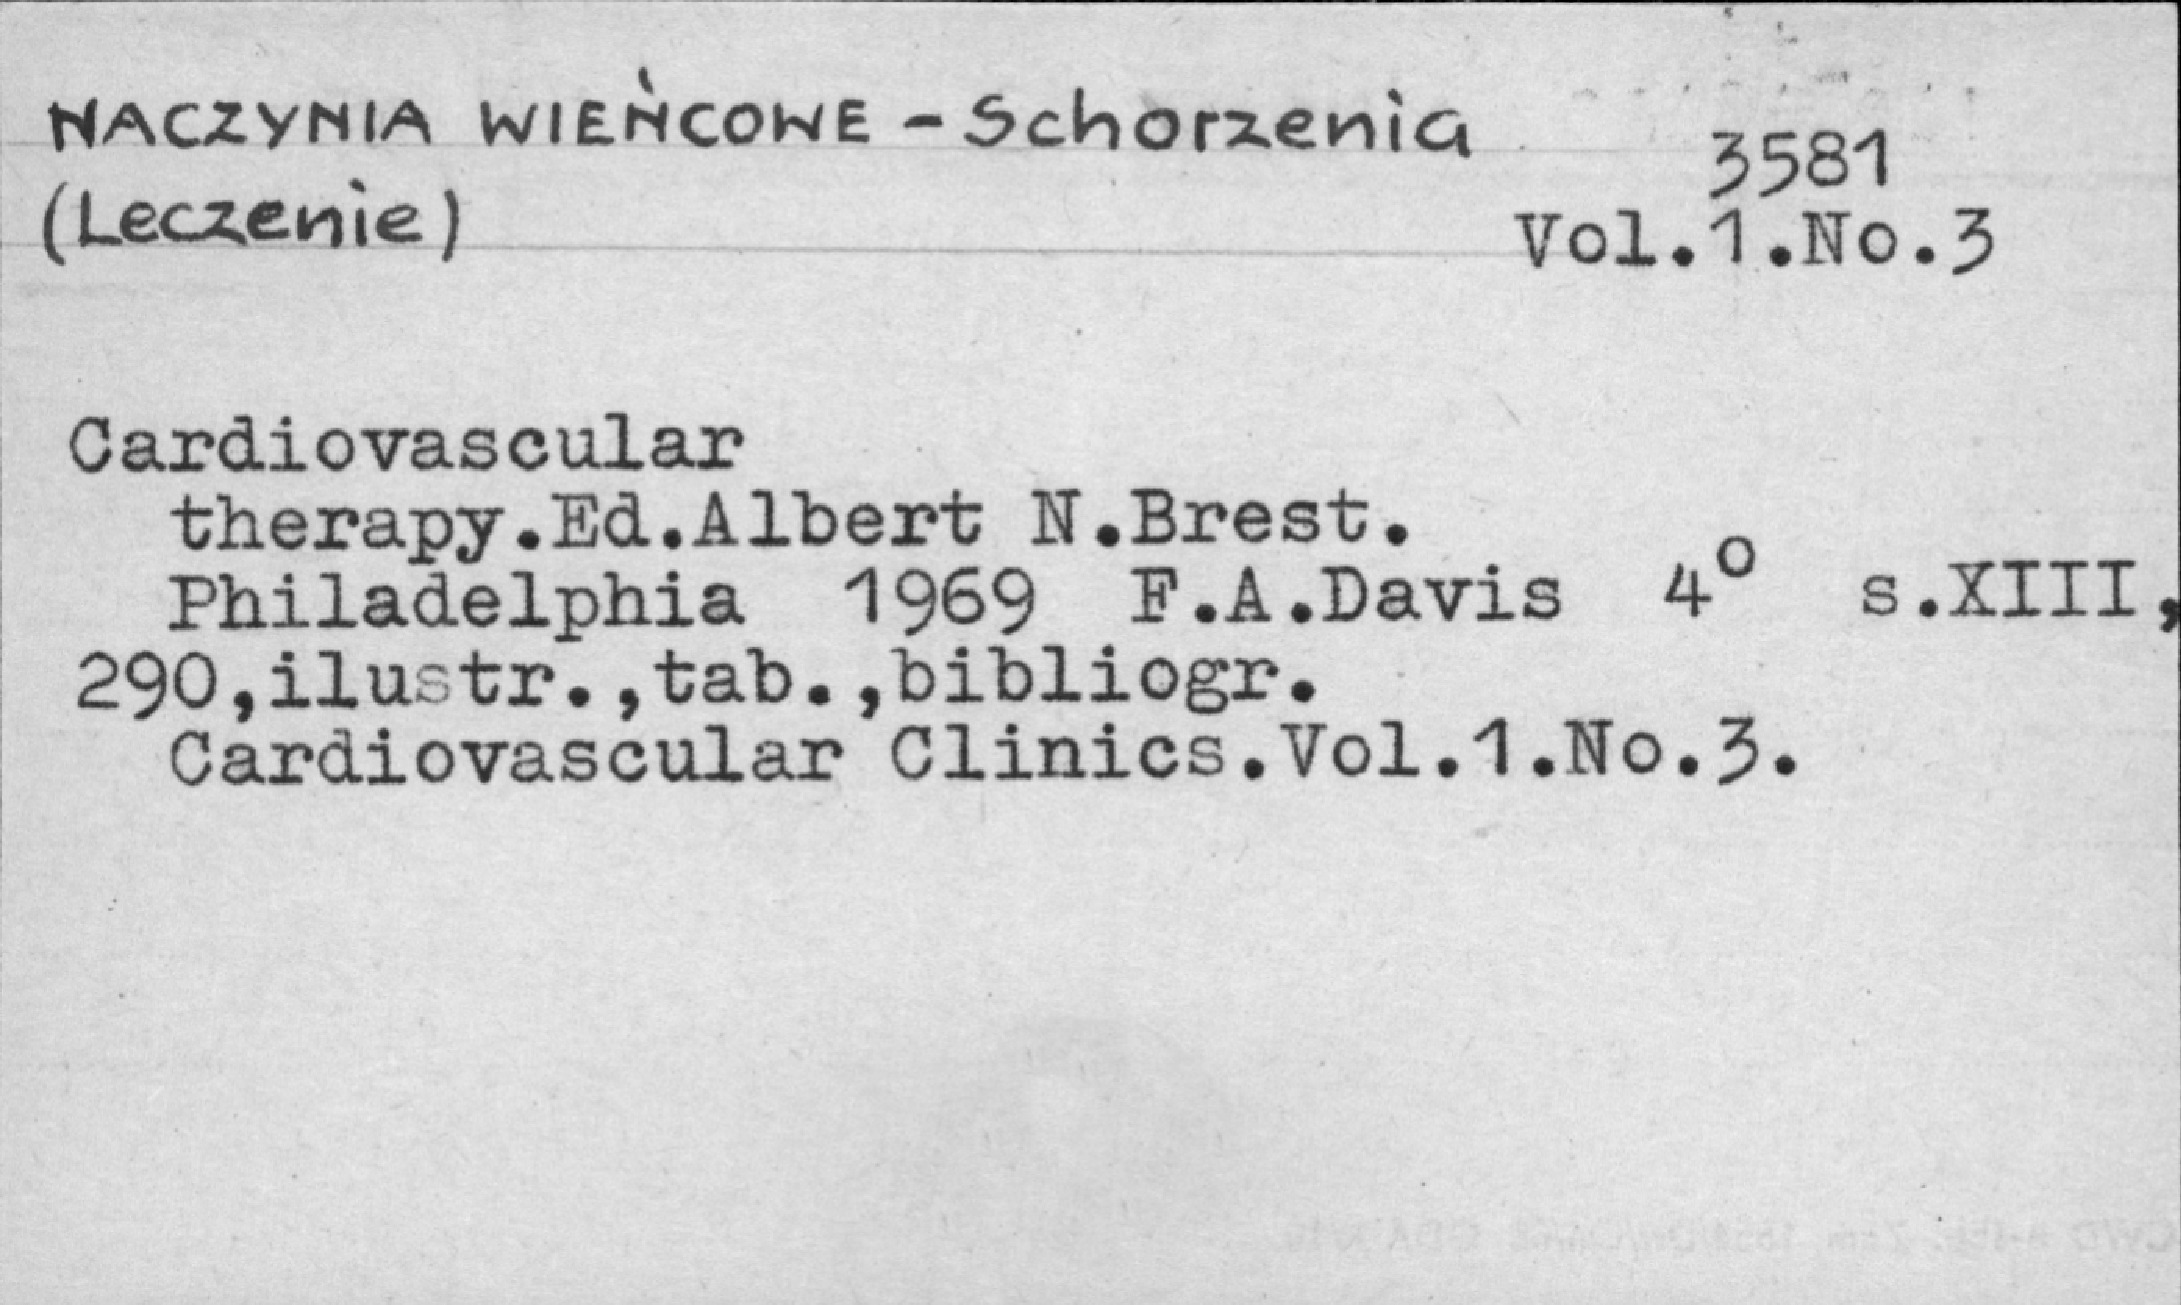 NACZYNIA WIEŃCOWE - Schorzenia
3581
(Leczenie)
Vol.1.No.3
Cardiovascular
therapy.Ed.Albert N.Brest.
Philadelphia 1969 F.A.Davis 4° s.XIII,
290,ilustr.,tab.,bibliogr.
Cardiovascular Clinics.Vol.1.No.3.